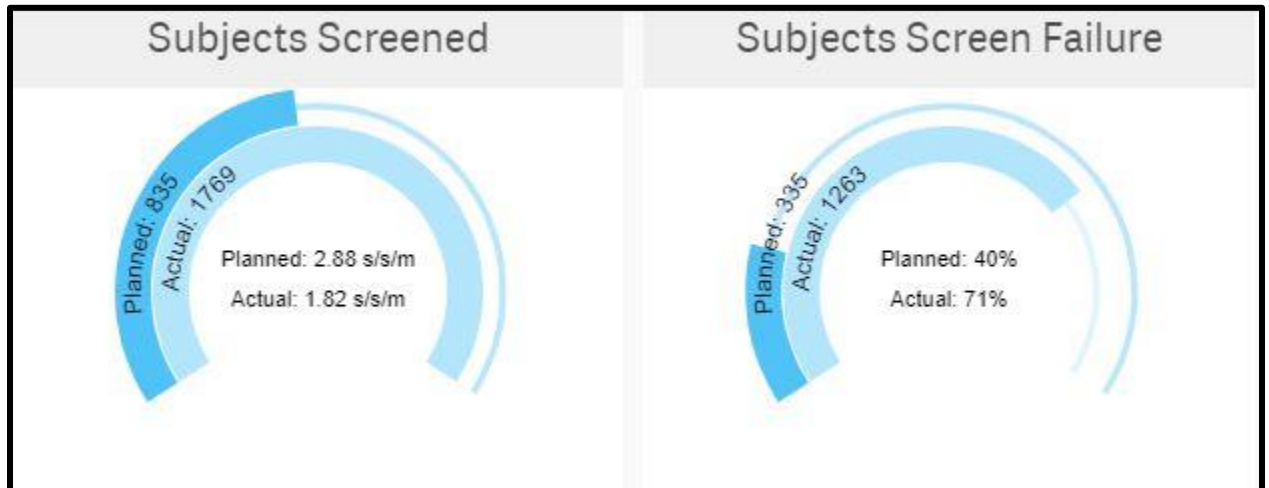 Subjects Screened
Planned: 835
Actual: 1769
Planned: 2.88 s/s/m
Actual: 1.82 s/s/m
Subjects Screen Failure
Planned: 335
Actual: 1263
Planned: 40%
Actual: 71%